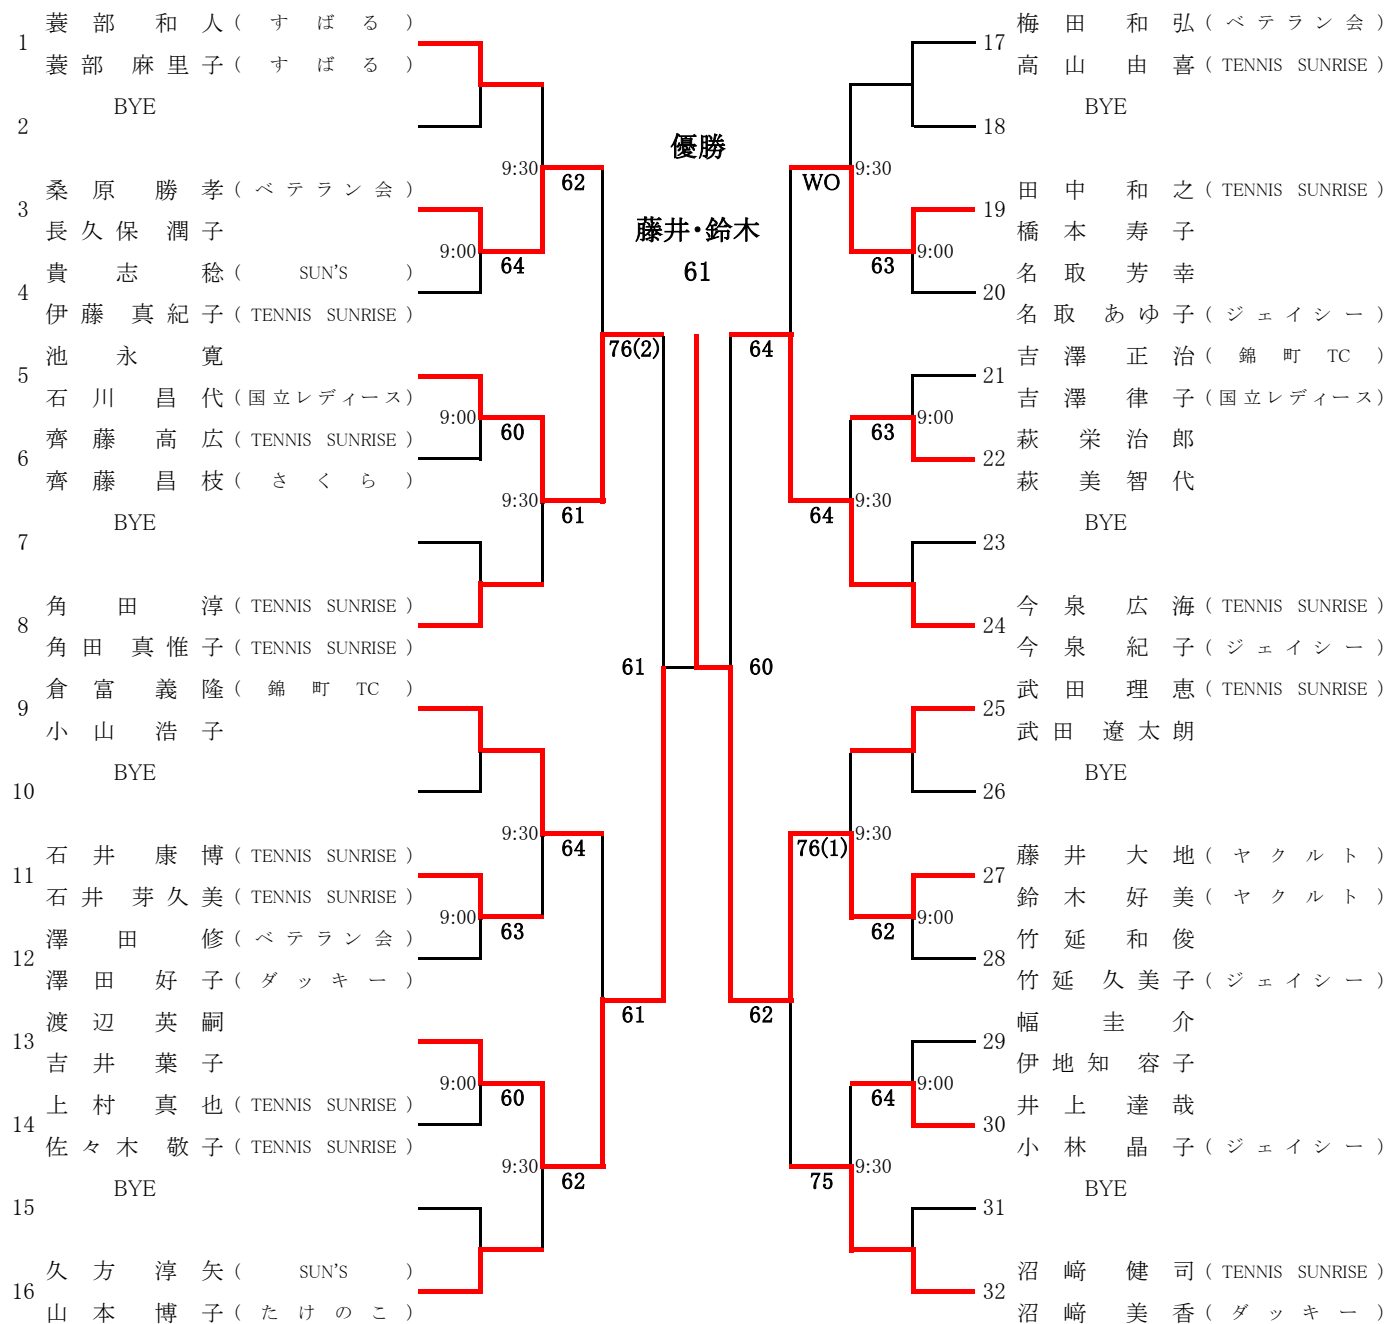 蓑部 和人 ( すばる )
1
蓑部 麻里子 ( すばる )
BYE
2
9:30
62
桑原 勝孝 ( ベテラン会 )
3
長久保 潤子
9:00
64
貴志 稔 ( SUN'S )
4
伊藤 真紀子 ( TENNIS SUNRISE )
76(2)
池永 寛
5
石川 昌代 ( 国立レディース )
9:00
60
齊藤 高広 ( TENNIS SUNRISE )
6
齊藤 昌枝 ( さくら )
9:30
61
BYE
7
角田 淳 ( TENNIS SUNRISE )
8
角田 真惟子 ( TENNIS SUNRISE )
61
倉富 義隆 ( 錦町TC )
9
小山 浩子
BYE
10
9:30
64
石井 康博 ( TENNIS SUNRISE )
11
石井 芽久美 ( TENNIS SUNRISE )
9:00
63
澤田 修 ( ベテラン会 )
12
澤田 好子 ( ダッキー )
61
渡辺 英嗣
13
吉井 葉子
9:00
60
上村 真也 ( TENNIS SUNRISE )
14
佐々木 敬子 ( TENNIS SUNRISE )
9:30
62
BYE
15
久方 淳矢 ( SUN'S )
16
山本 博子 ( たけのこ )
優勝
藤井・鈴木
61
梅田 和弘 ( ベテラン会 )
17
高山 由喜 ( TENNIS SUNRISE )
BYE
18
WO
9:30
田中 和之 ( TENNIS SUNRISE )
19
橋本 寿子
63
9:00
名取 芳幸
20
名取 あゆ子 ( ジェイシー )
64
吉澤 正治 ( 錦町TC )
21
吉澤 律子 ( 国立レディース )
63
9:00
萩 栄治郎
22
萩 美智代
64
9:30
BYE
23
今泉 広海 ( TENNIS SUNRISE )
24
今泉 紀子 ( ジェイシー )
60
武田 理恵 ( TENNIS SUNRISE )
25
武田 遼太朗
BYE
26
76(1)
9:30
藤井 大地 ( ヤクルト )
27
鈴木 好美 ( ヤクルト )
62
9:00
竹延 和俊
28
竹延 久美子 ( ジェイシー )
62
幅 圭介
29
伊地知 容子
64
9:00
井上 達哉
30
小林 晶子 ( ジェイシー )
75
9:30
BYE
31
沼﨑 健司 ( TENNIS SUNRISE )
32
沼﨑 美香 ( ダッキー )